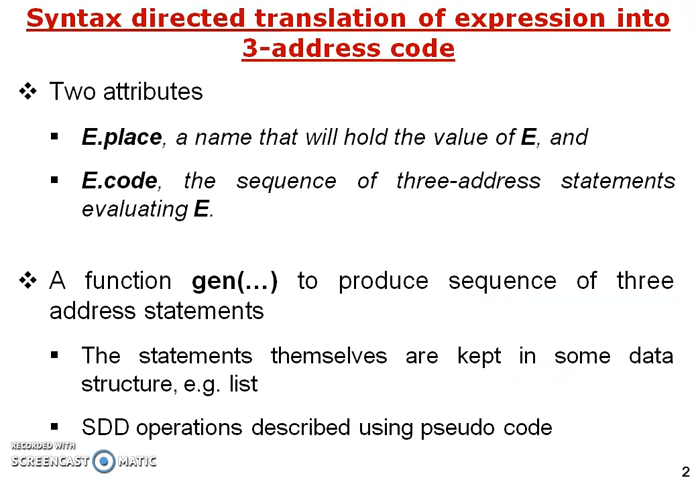 Syntax directed translation of expression into
3-address code
❖ Two attributes
▪ E.place, a name that will hold the value of E, and
▪ E.code, the sequence of three-address statements
evaluating E.
❖ A function gen(…) to produce sequence of three
address statements
▪ The statements themselves are kept in some data
structure, e.g. list
▪ SDD operations described using pseudo code
RECORDED WITH
SCREENCAST MATIC
2